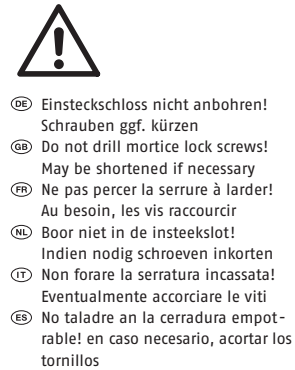 DE Einsteckschloss nicht anbohren!
Schrauben ggf. kürzen
GB Do not drill mortice lock screws!
May be shortened if necessary
FR Ne pas percer la serrure à larder!
Au besoin, les vis raccourcir
NL Boor niet in de insteekslot!
Indien nodig schroeven inkorten
IT Non forare la serratura incassata!
Eventualmente accorciare le viti
ES No taladre an la cerradura empot-
rable! en caso necesario, acortar los
tornillos